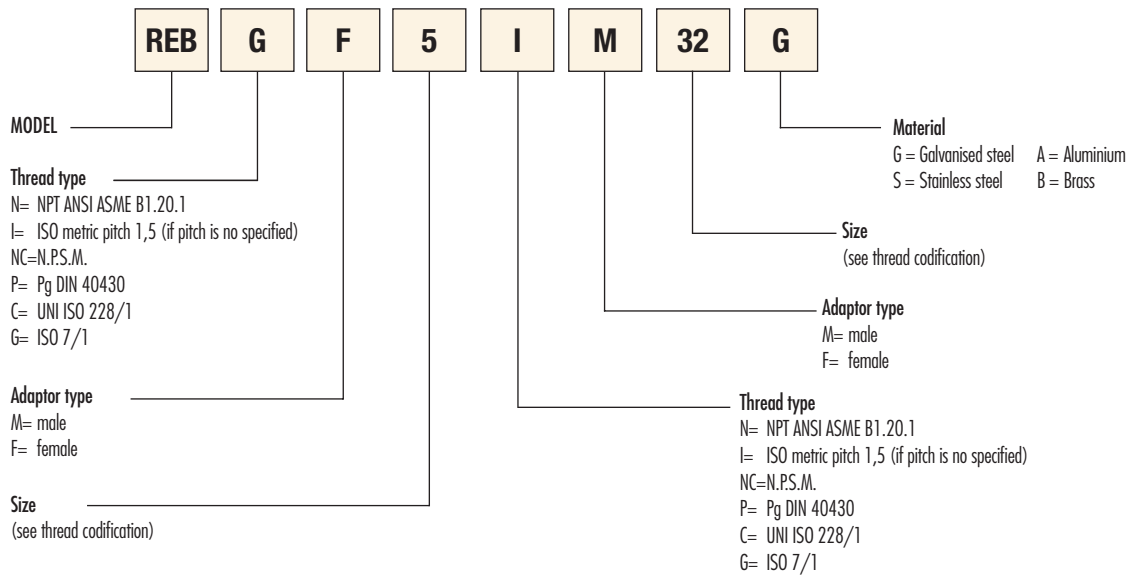 REB G F 5 I M 32 G
MODEL
Thread type
N= NPT ANSI ASME B1.20.1
I= ISO metric pitch 1,5 (if pitch is no specified)
NC=N.P.S.M.
P= Pg DIN 40430
C= UNI ISO 228/1
G= ISO 7/1
Adaptor type
M= male
F= female
Size
(see thread codification)
Material
G = Galvanised steel A = Aluminium
S = Stainless steel B = Brass
Size
(see thread codification)
Adaptor type
M= male
F= female
Thread type
N= NPT ANSI ASME B1.20.1
I= ISO metric pitch 1,5 (if pitch is no specified)
NC=N.P.S.M.
P= Pg DIN 40430
C= UNI ISO 228/1
G= ISO 7/1